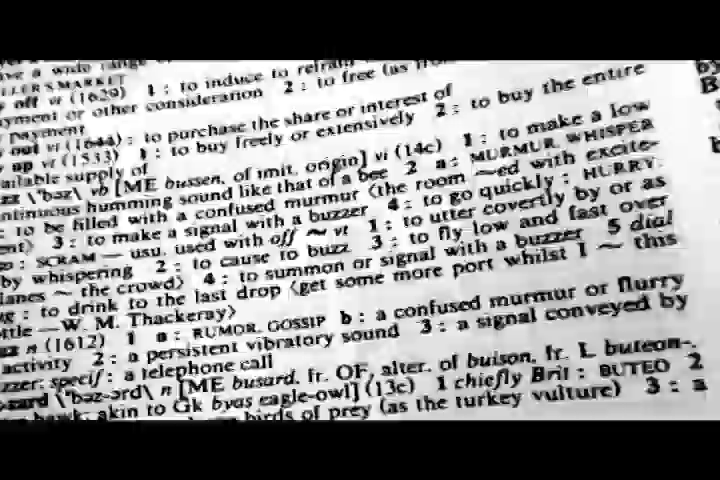 ave a wide range
LLER'S MARKET
off vt (1629) 1 : to induce to refrain
yment or other consideration 2 : to free (as from
payment
out vt (1644) : to purchase the share or interest of
up vt (1533) 1 : to buy freely or extensively 2 : to buy the entire
ailable supply of
zz \'bəz\ vb [ME bussen, of imit. origin] vi (14c) 1 : to make a low
ntinuous humming sound like that of a bee 2 a : MURMUR, WHISPER
: to be filled with a confused murmur ⟨the room ~ed with excite-
ent⟩ 3 : to make a signal with a buzzer 4 : to go quickly : HURRY;
: SCRAM — usu. used with off ~ vt 1 : to utter covertly by or as
by whispering 2 : to cause to buzz 3 : to fly low and fast over
lanes ~ the crowd⟩ 4 : to summon or signal with a buzzer 5 dial
: to drink to the last drop ⟨get some more port whilst I ~ this
ttle —W. M. Thackeray⟩
zz n (1612) 1 a : RUMOR, GOSSIP b : a confused murmur or flurry
activity 2 : a persistent vibratory sound 3 : a signal conveyed by
zzer; specif : a telephone call
zzard \'bəz-ərd\ n [ME busard, fr. OF, alter. of buison, fr. L buteon-,
hawk; akin to Gk byas eagle-owl] (13c) 1 chiefly Brit : BUTEO 2
birds of prey (as the turkey vulture) 3 : a
by
B
b